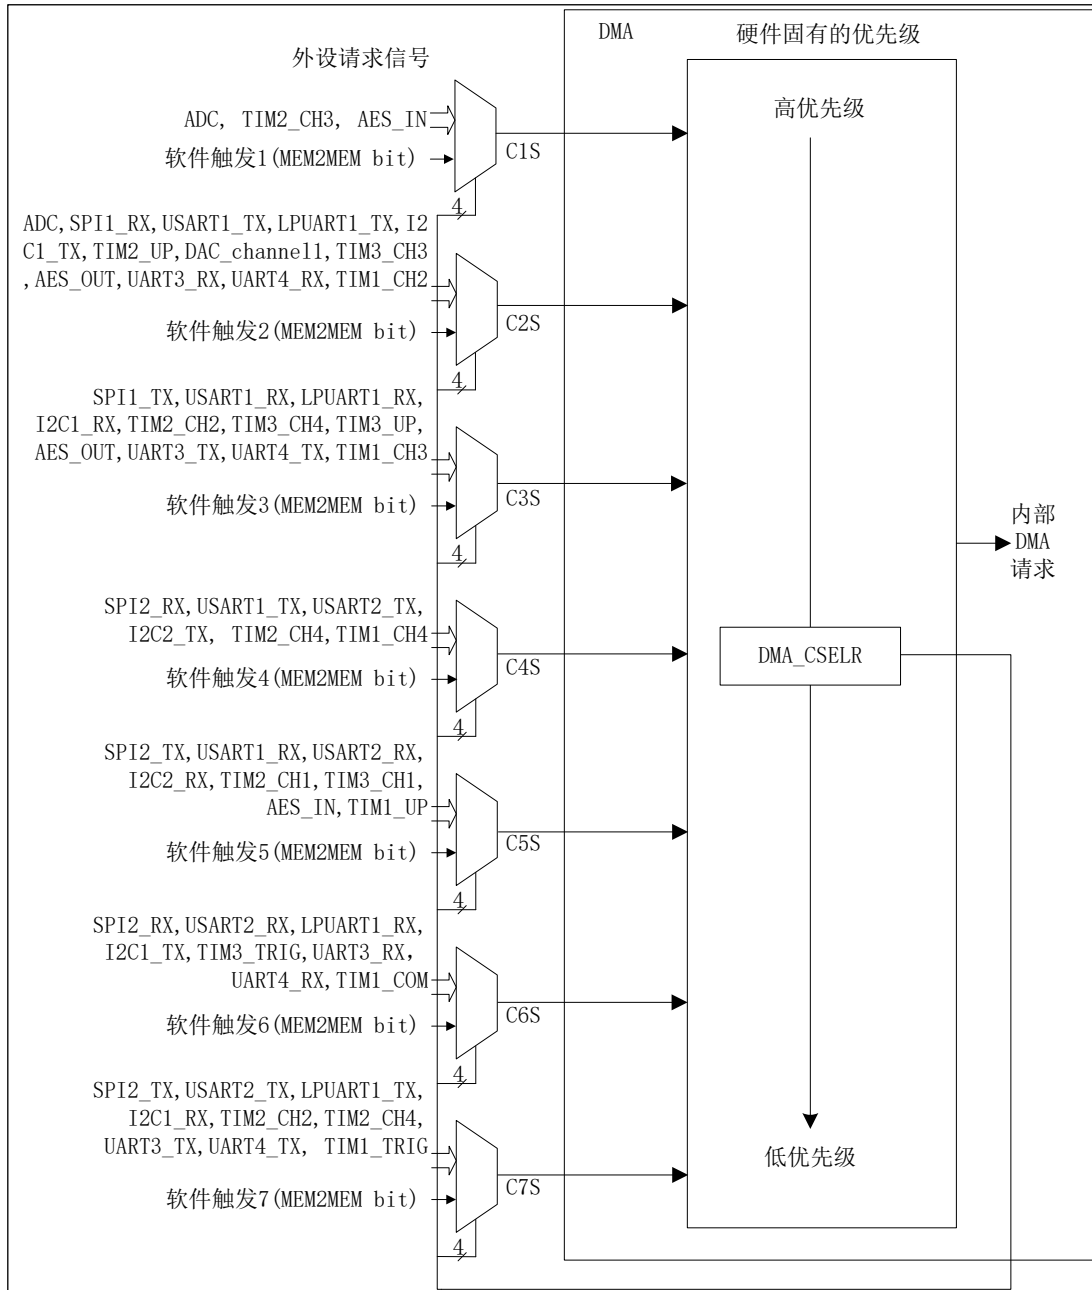 DMA
硬件固有的优先级
外设请求信号
高优先级
ADC, TIM2_CH3, AES_IN
软件触发1(MEM2MEM bit)
C1S
4
ADC,SPI1_RX,USART1_TX,LPUART1_TX,I2
C1_TX,TIM2_UP,DAC_channel1,TIM3_CH3
,AES_OUT,UART3_RX,UART4_RX,TIM1_CH2
软件触发2(MEM2MEM bit)
C2S
4
SPI1_TX,USART1_RX,LPUART1_RX,
I2C1_RX,TIM2_CH2,TIM3_CH4,TIM3_UP,
AES_OUT,UART3_TX,UART4_TX,TIM1_CH3
软件触发3(MEM2MEM bit)
C3S
4
内部
DMA
请求
SPI2_RX,USART1_TX,USART2_TX,
I2C2_TX, TIM2_CH4,TIM1_CH4
软件触发4(MEM2MEM bit)
C4S
4
DMA_CSELR
SPI2_TX,USART1_RX,USART2_RX,
I2C2_RX,TIM2_CH1,TIM3_CH1,
AES_IN,TIM1_UP
软件触发5(MEM2MEM bit)
C5S
4
SPI2_RX,USART2_RX,LPUART1_RX,
I2C1_TX,TIM3_TRIG,UART3_RX,
UART4_RX,TIM1_COM
软件触发6(MEM2MEM bit)
C6S
4
SPI2_TX,USART2_TX,LPUART1_TX,
I2C1_RX,TIM2_CH2,TIM2_CH4,
UART3_TX,UART4_TX, TIM1_TRIG
软件触发7(MEM2MEM bit)
C7S
4
低优先级